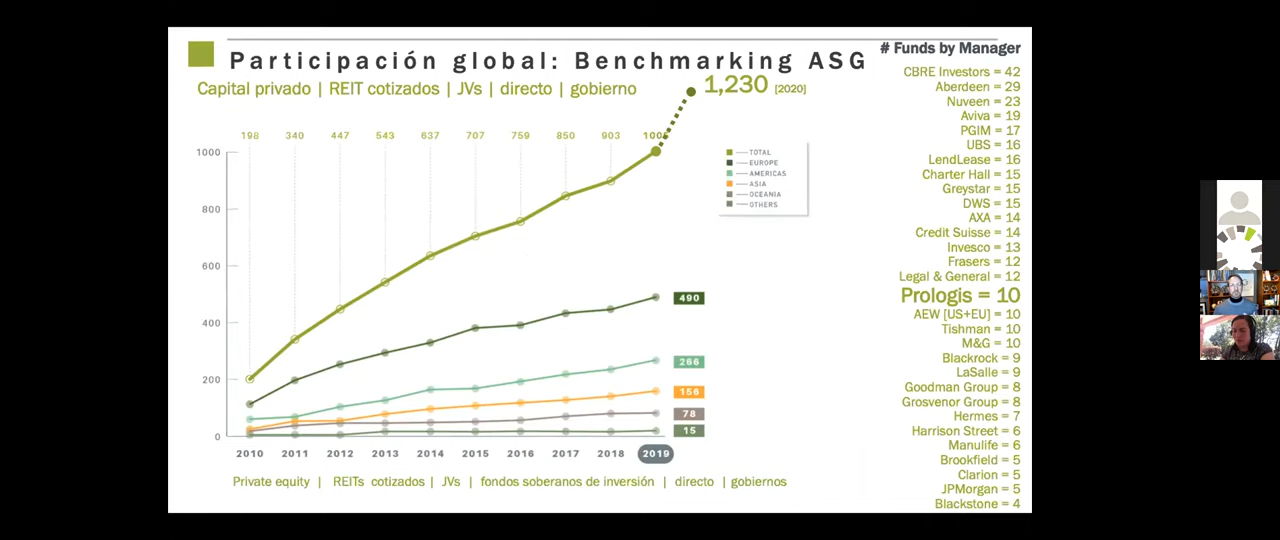 Participación global: Benchmarking ASG
Capital privado | REIT cotizados | JVs | directo | gobierno
1,230 [2020]
198 340 447 543 637 707 759 850 903
1000
800
600
400
200
0
TOTAL
EUROPE
AMERICAS
ASIA
OCEANIA
OTHERS
490
266
156
78
15
2010 2011 2012 2013 2014 2015 2016 2017 2018 2019
Private equity | REITs cotizados | JVs | fondos soberanos de inversión | directo | gobiernos
# Funds by Manager
CBRE Investors = 42
Aberdeen = 29
Nuveen = 23
Aviva = 19
PGIM = 17
UBS = 16
LendLease = 16
Charter Hall = 15
Greystar = 15
DWS = 15
AXA = 14
Credit Suisse = 14
Invesco = 13
Frasers = 12
Legal & General = 12
Prologis = 10
AEW [US+EU] = 10
Tishman = 10
M&G = 10
Blackrock = 9
LaSalle = 9
Goodman Group = 8
Grosvenor Group = 8
Hermes = 7
Harrison Street = 6
Manulife = 6
Brookfield = 5
Clarion = 5
JPMorgan = 5
Blackstone = 4